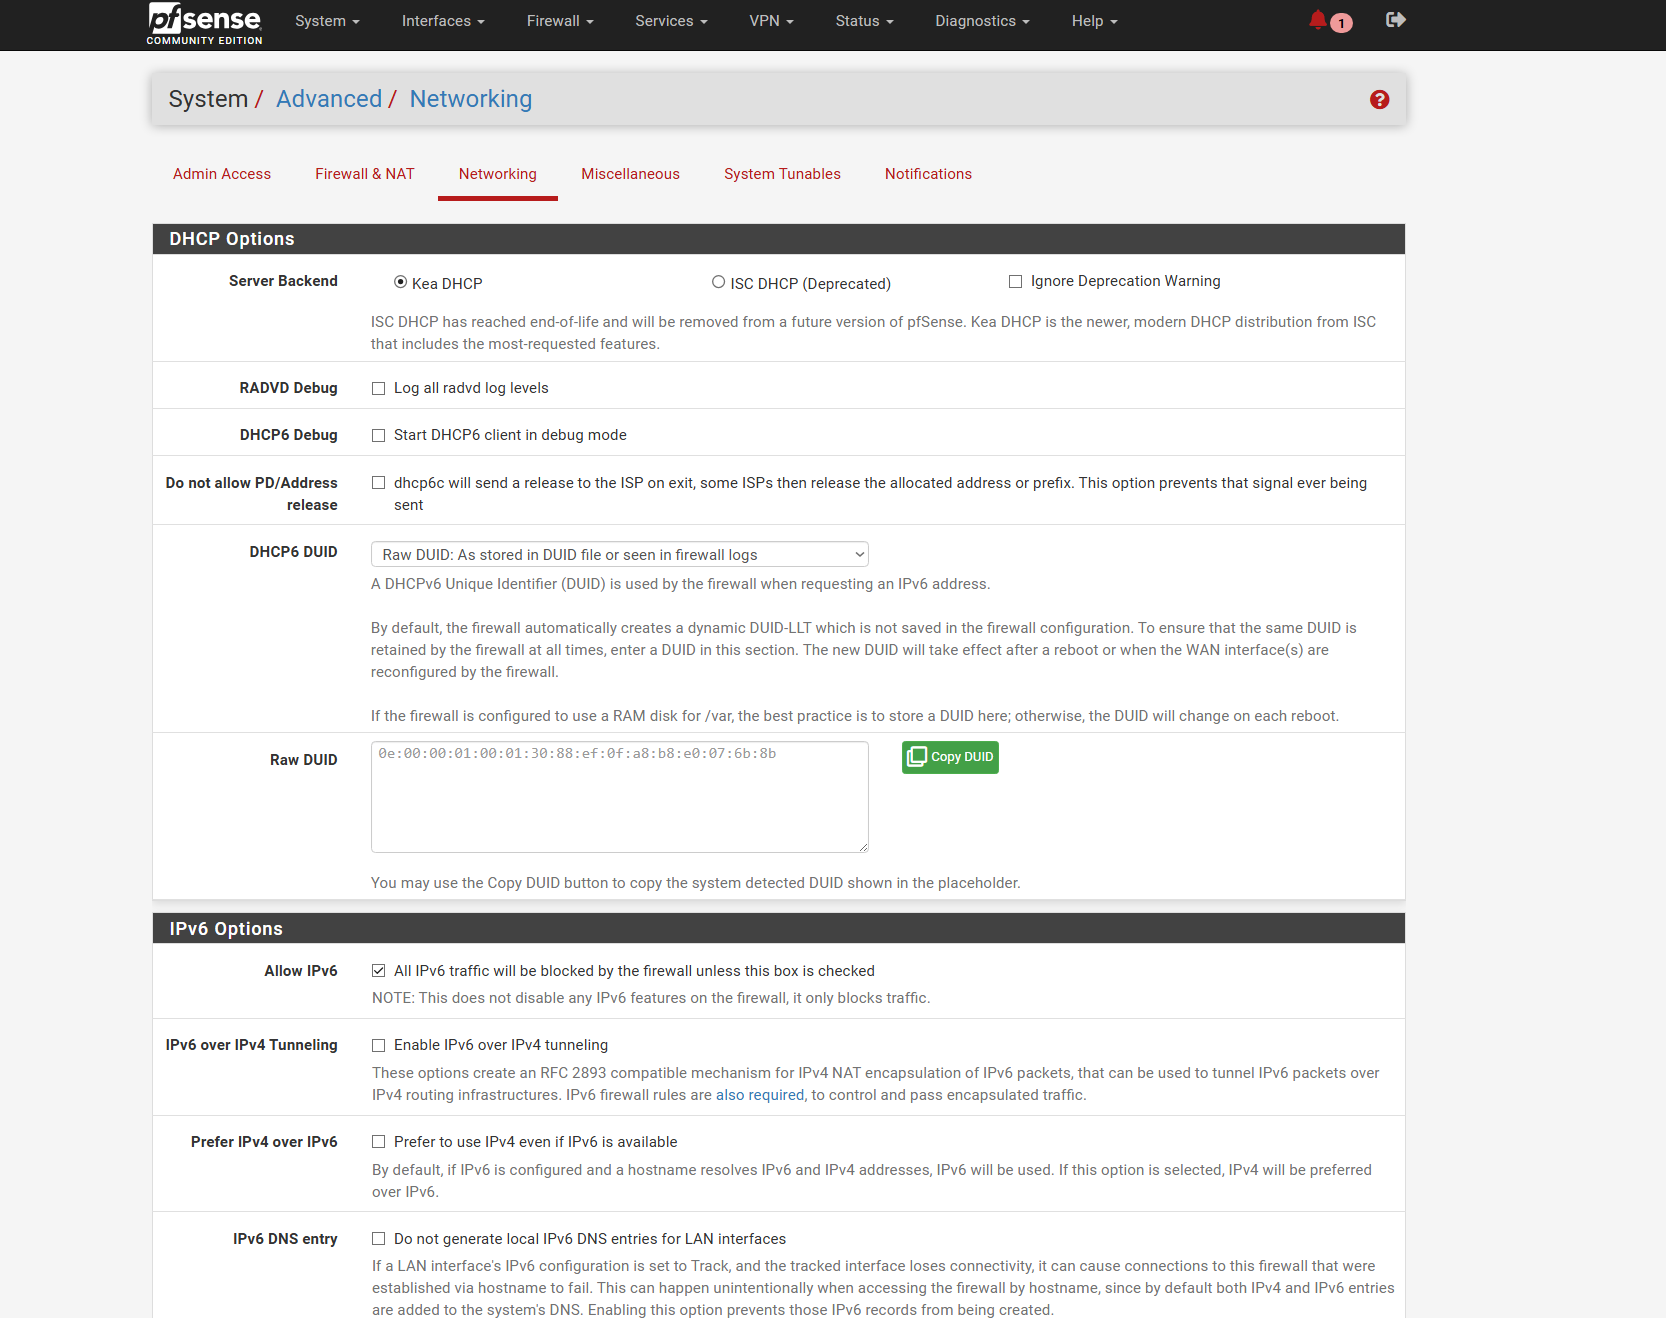 pfsense
COMMUNITY EDITION
System
Interfaces
Firewall
Services
VPN
Status
Diagnostics
Help
1
System / Advanced / Networking
Admin Access
Firewall & NAT
Networking
Miscellaneous
System Tunables
Notifications
DHCP Options
Server Backend
Kea DHCP
ISC DHCP (Deprecated)
Ignore Deprecation Warning
ISC DHCP has reached end-of-life and will be removed from a future version of pfSense. Kea DHCP is the newer, modern DHCP distribution from ISC
that includes the most-requested features.
RADVD Debug
Log all radvd log levels
DHCP6 Debug
Start DHCP6 client in debug mode
Do not allow PD/Address
release
dhcp6c will send a release to the ISP on exit, some ISPs then release the allocated address or prefix. This option prevents that signal ever being
sent
DHCP6 DUID
Raw DUID: As stored in DUID file or seen in firewall logs
A DHCPv6 Unique Identifier (DUID) is used by the firewall when requesting an IPv6 address.
By default, the firewall automatically creates a dynamic DUID-LLT which is not saved in the firewall configuration. To ensure that the same DUID is
retained by the firewall at all times, enter a DUID in this section. The new DUID will take effect after a reboot or when the WAN interface(s) are
reconfigured by the firewall.
If the firewall is configured to use a RAM disk for /var, the best practice is to store a DUID here; otherwise, the DUID will change on each reboot.
Raw DUID
0e:00:00:01:00:01:30:88:ef:0f:a8:b8:e0:07:6b:8b
Copy DUID
You may use the Copy DUID button to copy the system detected DUID shown in the placeholder.
IPv6 Options
Allow IPv6
All IPv6 traffic will be blocked by the firewall unless this box is checked
NOTE: This does not disable any IPv6 features on the firewall, it only blocks traffic.
IPv6 over IPv4 Tunneling
Enable IPv6 over IPv4 tunneling
These options create an RFC 2893 compatible mechanism for IPv4 NAT encapsulation of IPv6 packets, that can be used to tunnel IPv6 packets over
IPv4 routing infrastructures. IPv6 firewall rules are also required, to control and pass encapsulated traffic.
Prefer IPv4 over IPv6
Prefer to use IPv4 even if IPv6 is available
By default, if IPv6 is configured and a hostname resolves IPv6 and IPv4 addresses, IPv6 will be used. If this option is selected, IPv4 will be preferred
over IPv6.
IPv6 DNS entry
Do not generate local IPv6 DNS entries for LAN interfaces
If a LAN interface's IPv6 configuration is set to Track, and the tracked interface loses connectivity, it can cause connections to this firewall that were
established via hostname to fail. This can happen unintentionally when accessing the firewall by hostname, since by default both IPv4 and IPv6 entries
are added to the system's DNS. Enabling this option prevents those IPv6 records from being created.